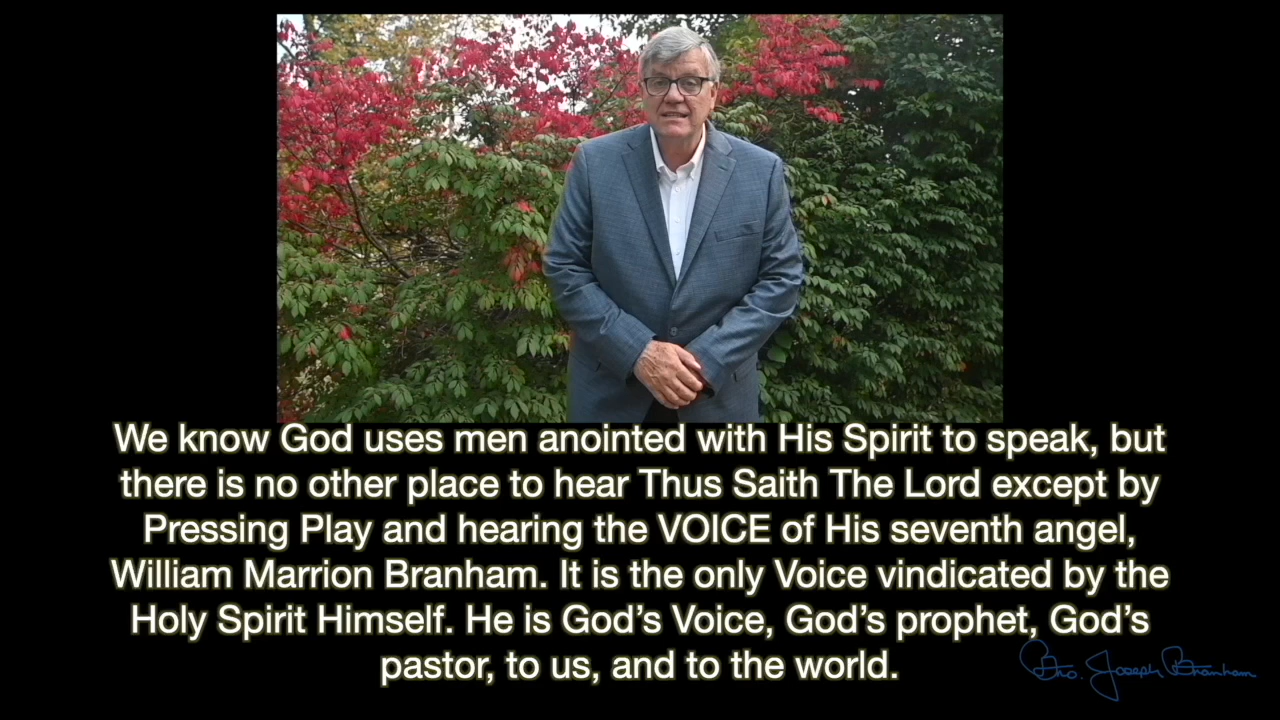 We know God uses men anointed with His Spirit to speak, but
there is no other place to hear Thus Saith The Lord except by
Pressing Play and hearing the VOICE of His seventh angel,
William Marrion Branham. It is the only Voice vindicated by the
Holy Spirit Himself. He is God’s Voice, God’s prophet, God’s
pastor, to us, and to the world.
Bro. Joseph Branham